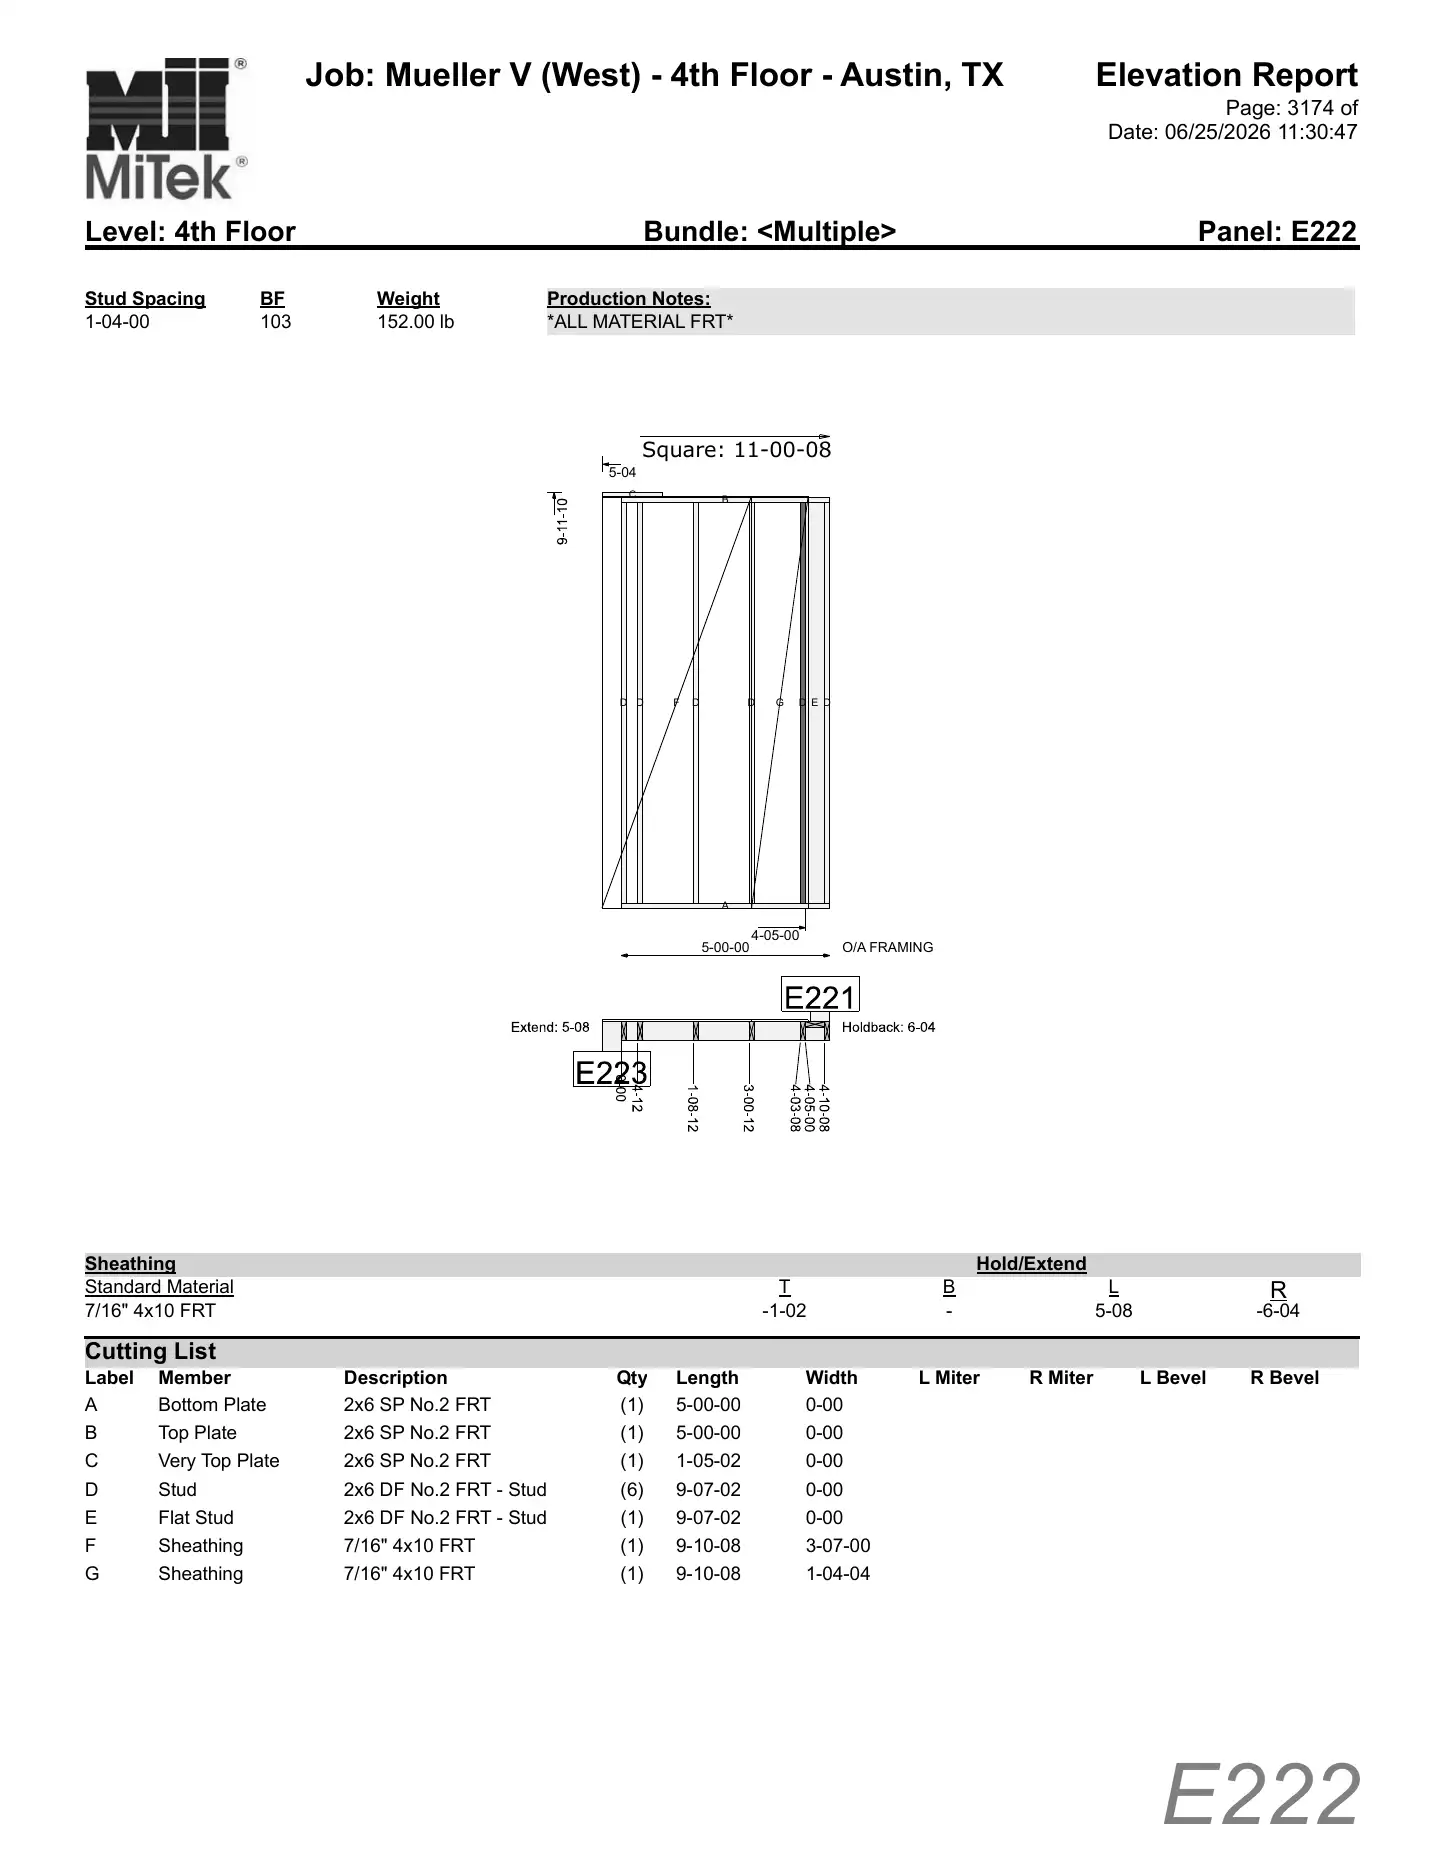 Job: Mueller V (West) - 4th Floor - Austin, TX
Elevation Report
Page: 3174 of
Date: 06/25/2026 11:30:47
MiTek®
Level: 4th Floor Bundle: <Multiple> Panel: E222
Stud Spacing BF Weight Production Notes:
1-04-00 103 152.00 lb *ALL MATERIAL FRT*
Square: 11-00-08
5-04
C
B
9-11-10
D D F D D G D E D
A
4-05-00
5-00-00 O/A FRAMING
E221
Extend: 5-08 Holdback: 6-04
E223
4-12 1-08-12 3-00-12 4-03-08 4-05-00 4-10-08
Sheathing Hold/Extend
Standard Material T B L R
7/16" 4x10 FRT -1-02 - 5-08 -6-04
Cutting List
Label Member Description Qty Length Width L Miter R Miter L Bevel R Bevel
A Bottom Plate 2x6 SP No.2 FRT (1) 5-00-00 0-00
B Top Plate 2x6 SP No.2 FRT (1) 5-00-00 0-00
C Very Top Plate 2x6 SP No.2 FRT (1) 1-05-02 0-00
D Stud 2x6 DF No.2 FRT - Stud (6) 9-07-02 0-00
E Flat Stud 2x6 DF No.2 FRT - Stud (1) 9-07-02 0-00
F Sheathing 7/16" 4x10 FRT (1) 9-10-08 3-07-00
G Sheathing 7/16" 4x10 FRT (1) 9-10-08 1-04-04
E222